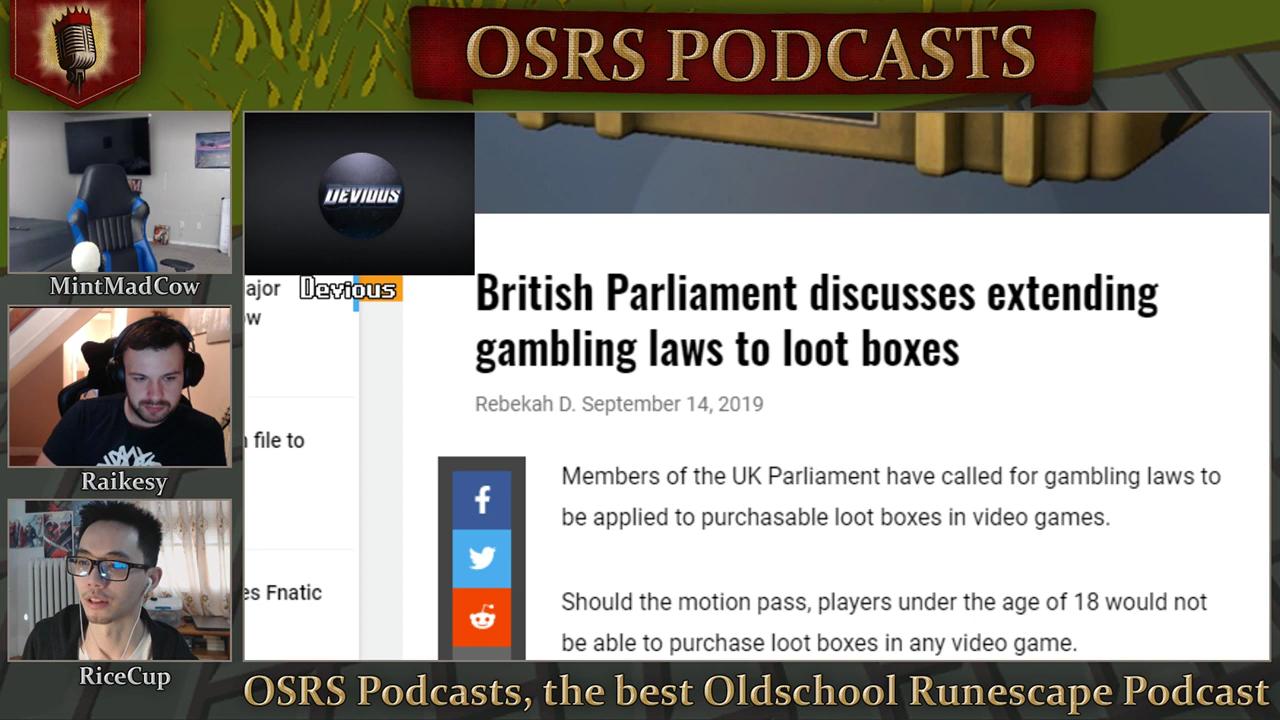 OSRS PODCASTS
MintMadCow
Raikesy
RiceCup
DEVIOUS
Devious
ajor
w
file to
es Fnatic
British Parliament discusses extending
gambling laws to loot boxes
Rebekah D. September 14, 2019
Members of the UK Parliament have called for gambling laws to
be applied to purchasable loot boxes in video games.
Should the motion pass, players under the age of 18 would not
be able to purchase loot boxes in any video game.
OSRS Podcasts, the best Oldschool Runescape Podcast